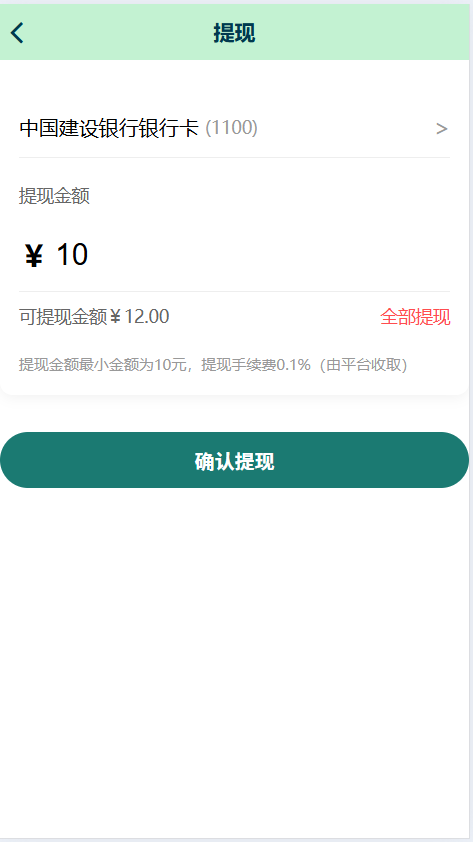 提现
中国建设银行银行卡 (1100) >
提现金额
¥ 10
可提现金额¥12.00 全部提现
提现金额最小金额为10元，提现手续费0.1%（由平台收取）
确认提现